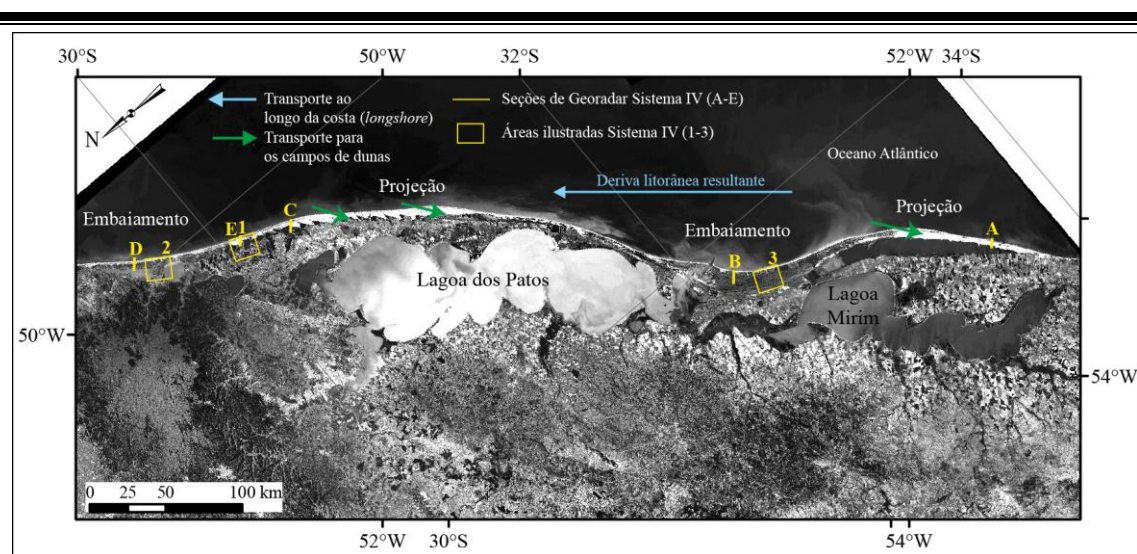 30°S 50°W 32°S 52°W 34°S
N
Transporte ao
longo da costa (longshore)
Transporte para
os campos de dunas
Seções de Georadar Sistema IV (A-E)
Áreas ilustradas Sistema IV (1-3)
Oceano Atlântico
Deriva litorânea resultante
Projeção
Projeção
Embaiamento
Embaiamento
D 2 E 1 C B 3 A
Lagoa dos Patos
Lagoa
Mirim
50°W
54°W
0 25 50 100 km
52°W 30°S 54°W